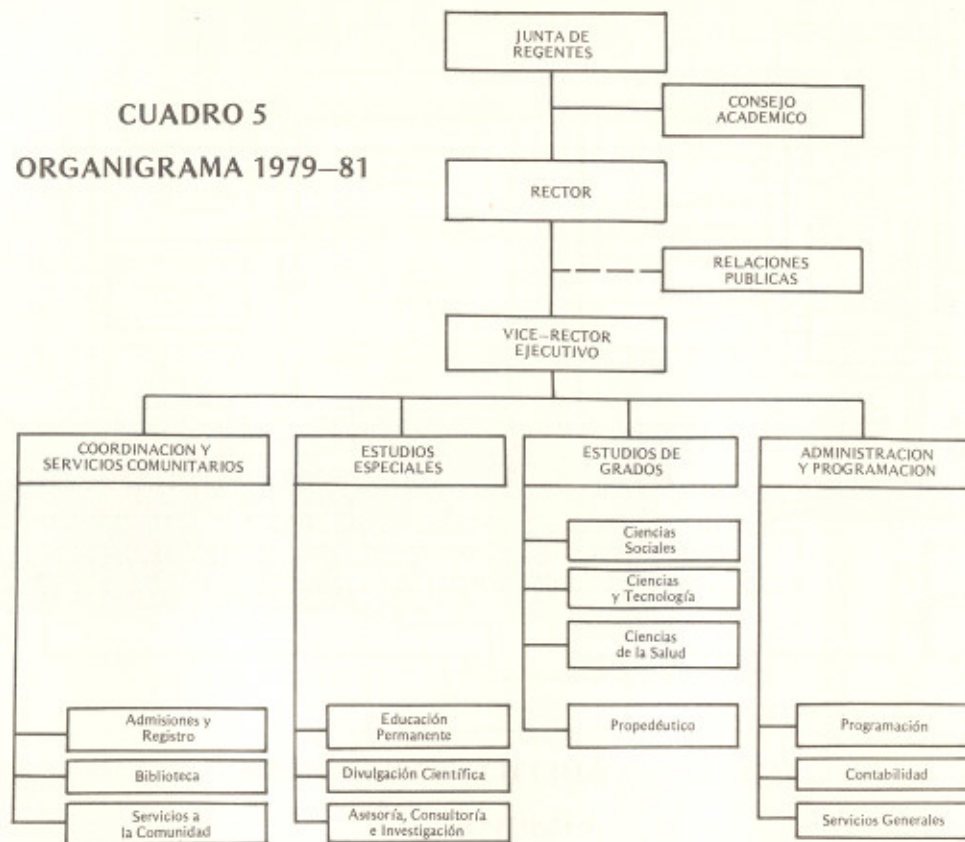 JUNTA DE
REGENTES
CUADRO 5
ORGANIGRAMA 1979–81
CONSEJO
ACADEMICO
RECTOR
RELACIONES
PUBLICAS
VICE–RECTOR
EJECUTIVO
COORDINACION Y
SERVICIOS COMUNITARIOS
ESTUDIOS
ESPECIALES
ESTUDIOS DE
GRADOS
ADMINISTRACION
Y PROGRAMACION
Ciencias
Sociales
Ciencias
y Tecnología
Ciencias
de la Salud
Propedéutico
Admisiones y
Registro
Biblioteca
Servicios a
la Comunidad
Educación
Permanente
Divulgación Científica
Asesoría, Consultoría
e Investigación
Programación
Contabilidad
Servicios Generales